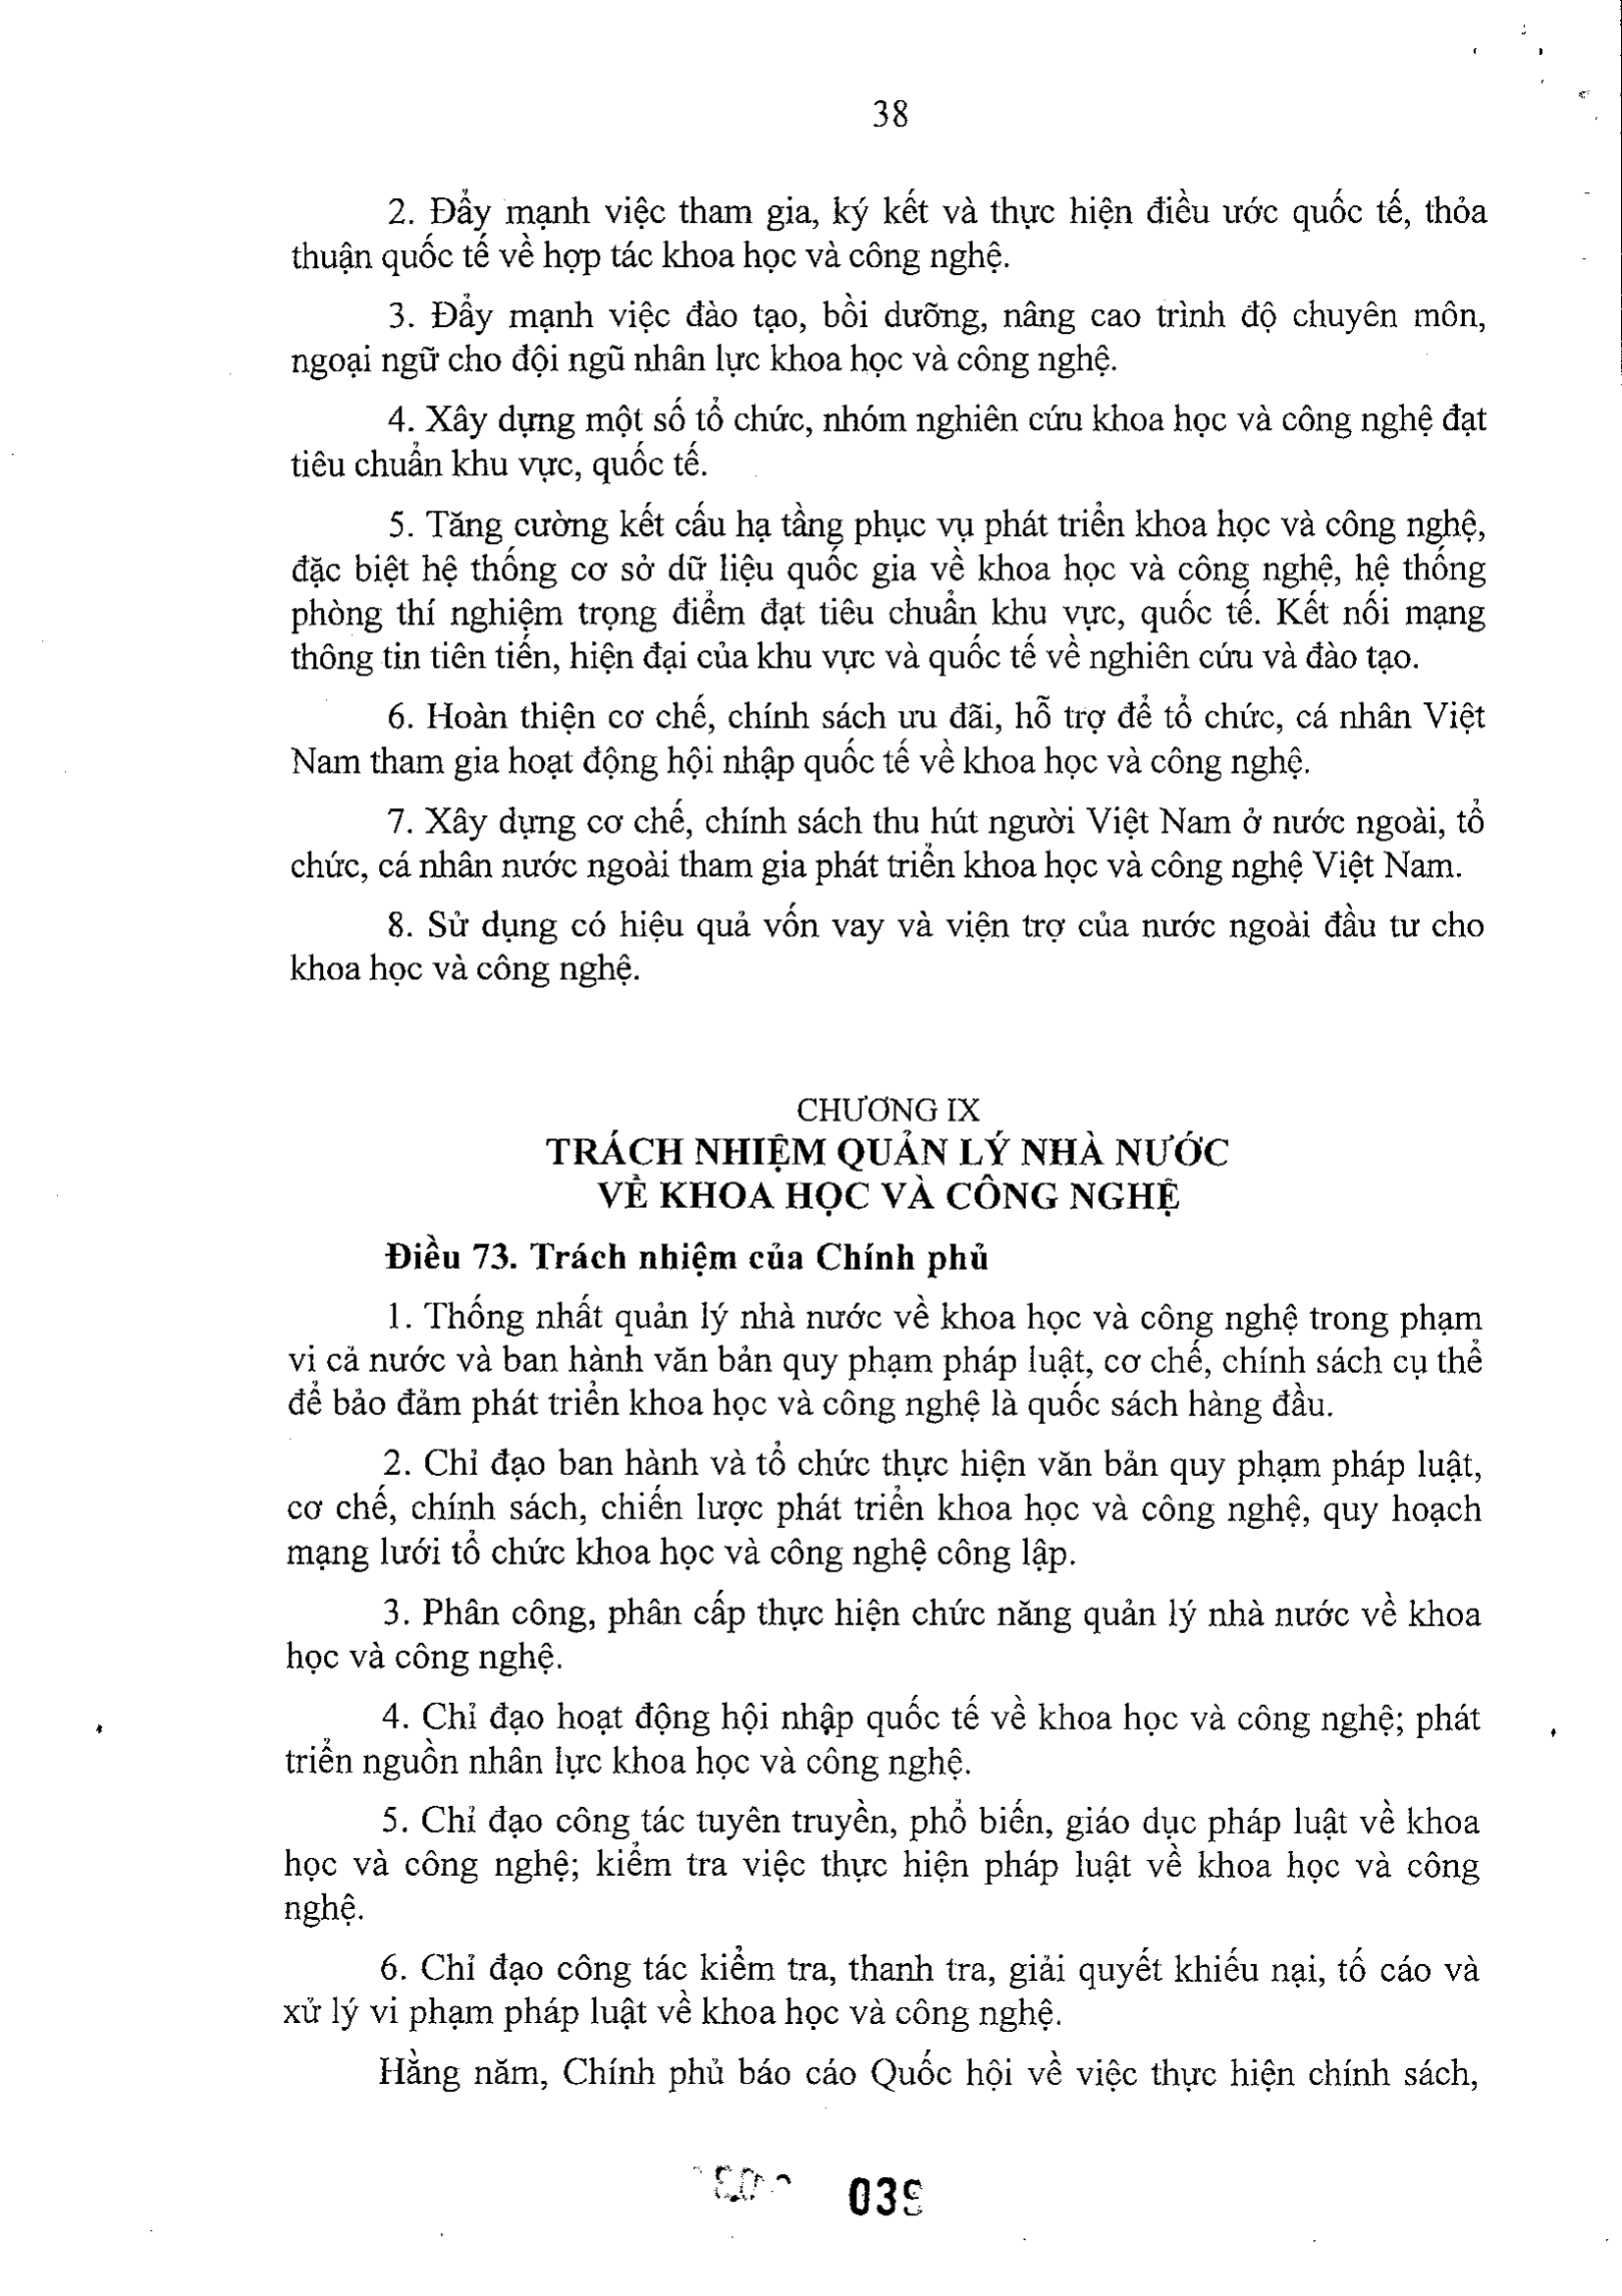 38
2. Đẩy mạnh việc tham gia, ký kết và thực hiện điều ước quốc tế, thỏa
thuận quốc tế về hợp tác khoa học và công nghệ.
3. Đẩy mạnh việc đào tạo, bồi dưỡng, nâng cao trình độ chuyên môn,
ngoại ngữ cho đội ngũ nhân lực khoa học và công nghệ.
4. Xây dựng một số tổ chức, nhóm nghiên cứu khoa học và công nghệ đạt
tiêu chuẩn khu vực, quốc tế.
5. Tăng cường kết cấu hạ tầng phục vụ phát triển khoa học và công nghệ,
đặc biệt hệ thống cơ sở dữ liệu quốc gia về khoa học và công nghệ, hệ thống
phòng thí nghiệm trọng điểm đạt tiêu chuẩn khu vực, quốc tế. Kết nối mạng
thông tin tiên tiến, hiện đại của khu vực và quốc tế về nghiên cứu và đào tạo.
6. Hoàn thiện cơ chế, chính sách ưu đãi, hỗ trợ để tổ chức, cá nhân Việt
Nam tham gia hoạt động hội nhập quốc tế về khoa học và công nghệ.
7. Xây dựng cơ chế, chính sách thu hút người Việt Nam ở nước ngoài, tổ
chức, cá nhân nước ngoài tham gia phát triển khoa học và công nghệ Việt Nam.
8. Sử dụng có hiệu quả vốn vay và viện trợ của nước ngoài đầu tư cho
khoa học và công nghệ.
CHƯƠNG IX
TRÁCH NHIỆM QUẢN LÝ NHÀ NƯỚC
VỀ KHOA HỌC VÀ CÔNG NGHỆ
Điều 73. Trách nhiệm của Chính phủ
1. Thống nhất quản lý nhà nước về khoa học và công nghệ trong phạm
vi cả nước và ban hành văn bản quy phạm pháp luật, cơ chế, chính sách cụ thể
để bảo đảm phát triển khoa học và công nghệ là quốc sách hàng đầu.
2. Chỉ đạo ban hành và tổ chức thực hiện văn bản quy phạm pháp luật,
cơ chế, chính sách, chiến lược phát triển khoa học và công nghệ, quy hoạch
mạng lưới tổ chức khoa học và công nghệ công lập.
3. Phân công, phân cấp thực hiện chức năng quản lý nhà nước về khoa
học và công nghệ.
4. Chỉ đạo hoạt động hội nhập quốc tế về khoa học và công nghệ; phát
triển nguồn nhân lực khoa học và công nghệ.
5. Chỉ đạo công tác tuyên truyền, phổ biến, giáo dục pháp luật về khoa
học và công nghệ; kiểm tra việc thực hiện pháp luật về khoa học và công
nghệ.
6. Chỉ đạo công tác kiểm tra, thanh tra, giải quyết khiếu nại, tố cáo và
xử lý vi phạm pháp luật về khoa học và công nghệ.
Hằng năm, Chính phủ báo cáo Quốc hội về việc thực hiện chính sách,
039